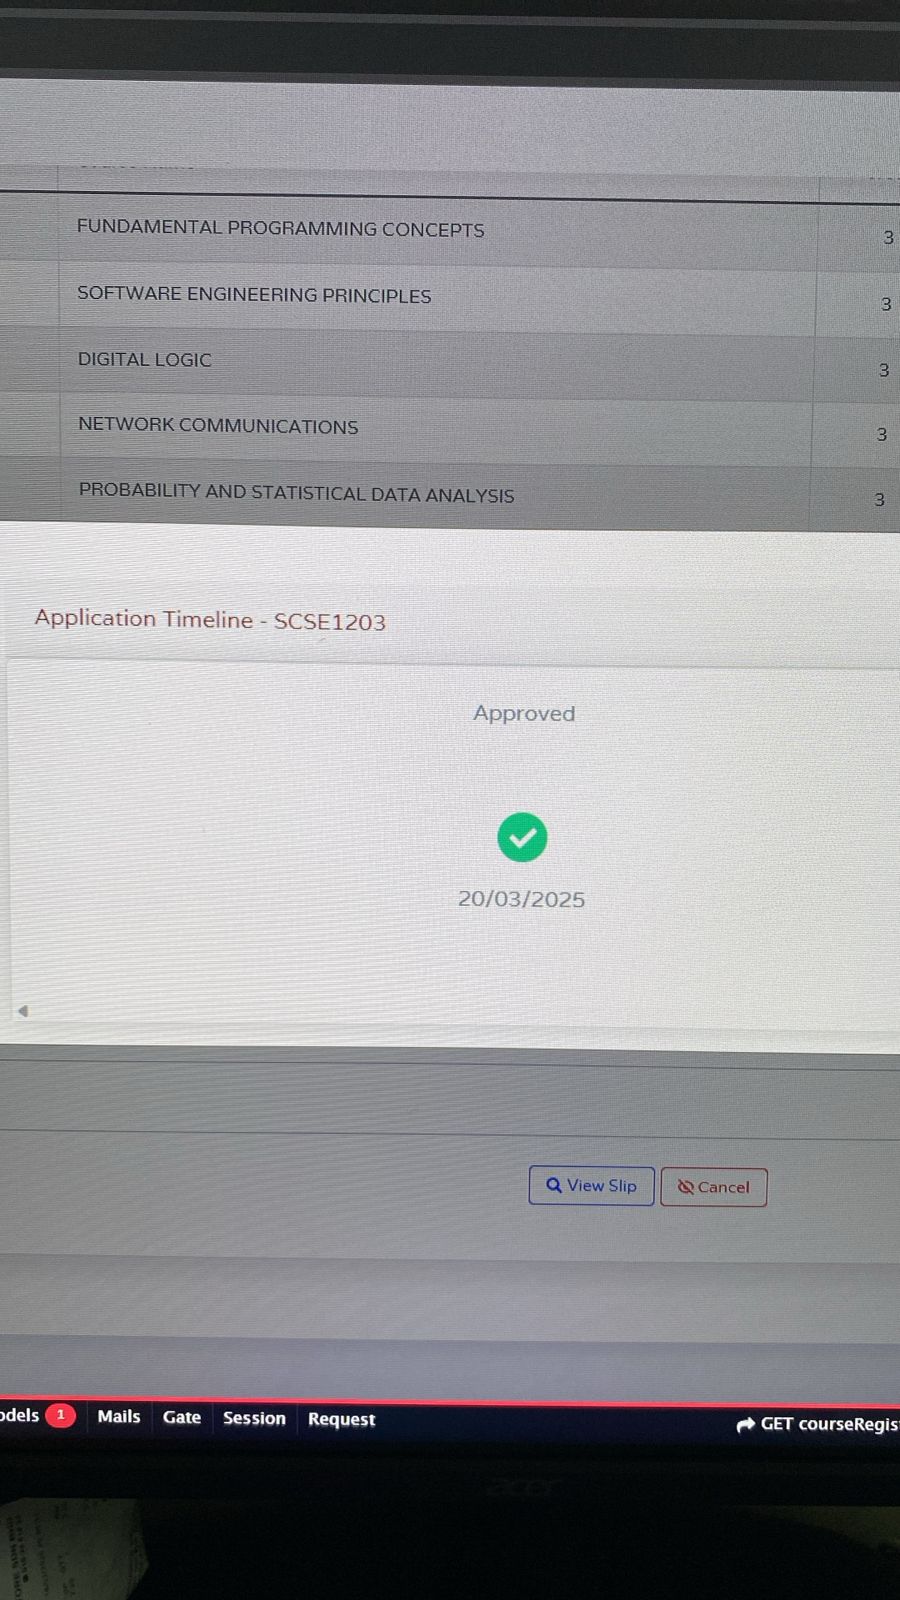 FUNDAMENTAL PROGRAMMING CONCEPTS 3
SOFTWARE ENGINEERING PRINCIPLES 3
DIGITAL LOGIC 3
NETWORK COMMUNICATIONS 3
PROBABILITY AND STATISTICAL DATA ANALYSIS 3
Application Timeline - SCSE1203
Approved
20/03/2025
View Slip Cancel
odels 1 Mails Gate Session Request GET courseRegis
acer